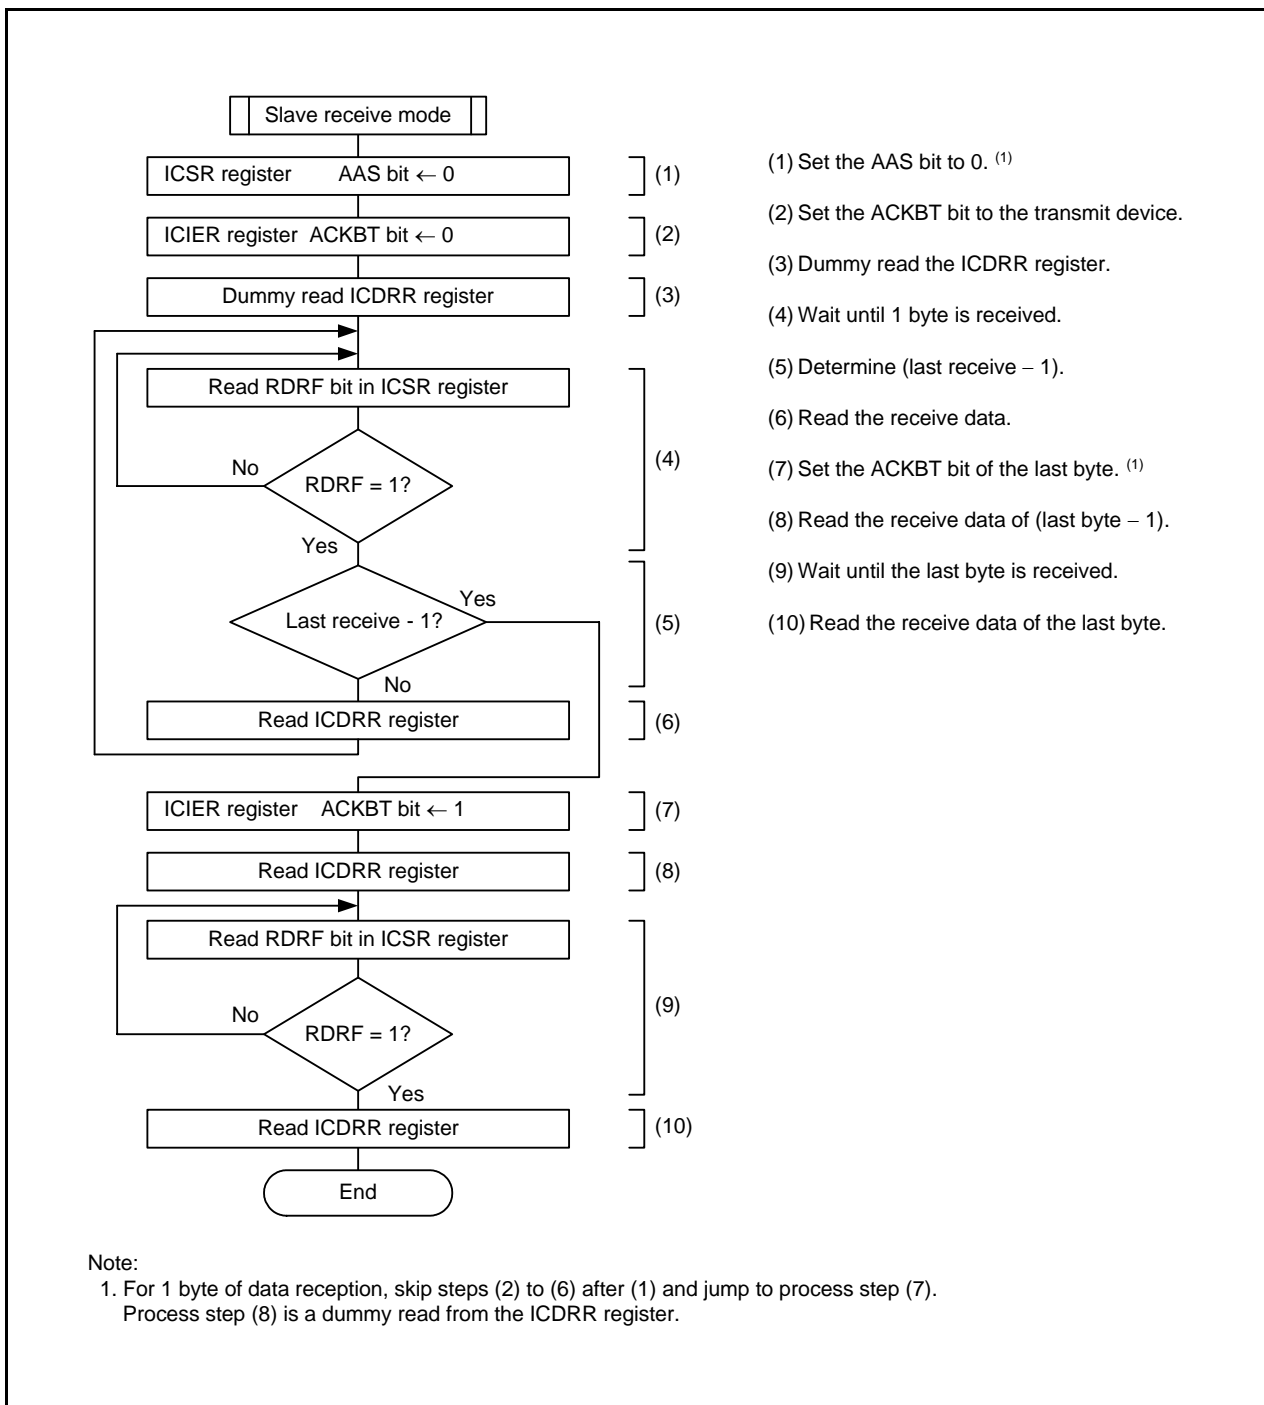 Slave receive mode
ICSR register AAS bit ← 0 (1)
ICIER register ACKBT bit ← 0 (2)
Dummy read ICDRR register (3)
Read RDRF bit in ICSR register
(4)
No
RDRF = 1?
Yes
Last receive - 1?
Yes
(5)
No
Read ICDRR register (6)
ICIER register ACKBT bit ← 1 (7)
Read ICDRR register (8)
Read RDRF bit in ICSR register
(9)
No
RDRF = 1?
Yes
Read ICDRR register (10)
End
(1) Set the AAS bit to 0. (1)
(2) Set the ACKBT bit to the transmit device.
(3) Dummy read the ICDRR register.
(4) Wait until 1 byte is received.
(5) Determine (last receive – 1).
(6) Read the receive data.
(7) Set the ACKBT bit of the last byte. (1)
(8) Read the receive data of (last byte – 1).
(9) Wait until the last byte is received.
(10) Read the receive data of the last byte.
Note:
1. For 1 byte of data reception, skip steps (2) to (6) after (1) and jump to process step (7).
Process step (8) is a dummy read from the ICDRR register.